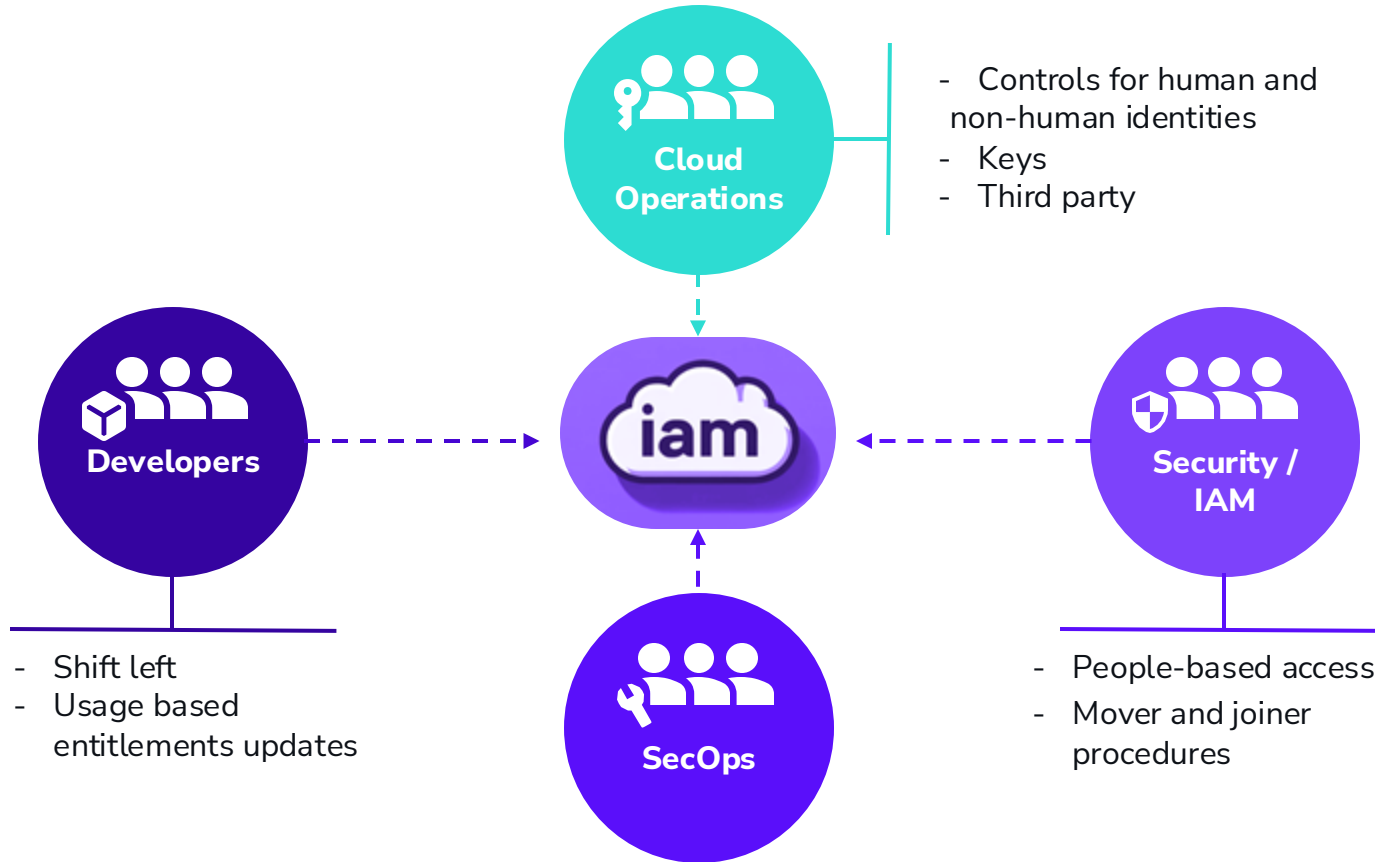 Cloud
Operations
- Controls for human and
non-human identities
- Keys
- Third party
iam
Developers
- Shift left
- Usage based
entitlements updates
Security /
IAM
- People-based access
- Mover and joiner
procedures
SecOps